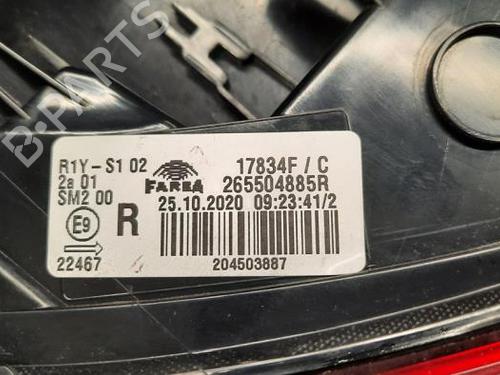 B-PARTS
R1Y-S1 02
2a 01
SM2 00
E9
22467
R
FARBA
17834F / C
265504885R
25.10.2020 09:23:41/2
204503887